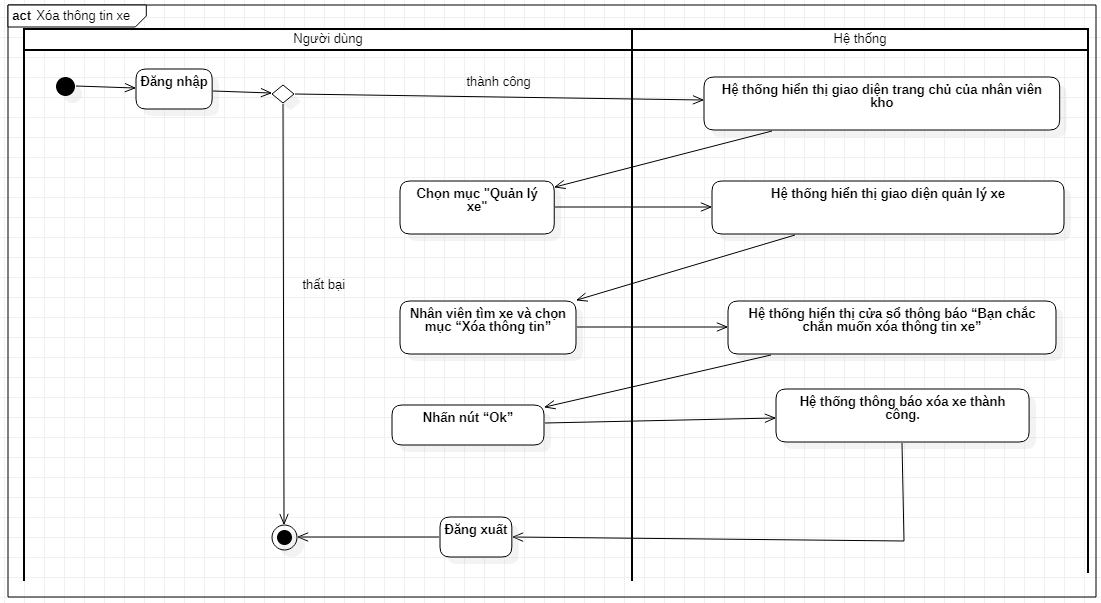 act Xóa thông tin xe
Người dùng
Hệ thống
Đăng nhập
thành công
Hệ thống hiển thị giao diện trang chủ của nhân viên
kho
Chọn mục "Quản lý
xe"
Hệ thống hiển thị giao diện quản lý xe
thất bại
Nhân viên tìm xe và chọn
mục “Xóa thông tin”
Hệ thống hiển thị cửa sổ thông báo “Bạn chắc
chắn muốn xóa thông tin xe”
Nhấn nút “Ok”
Hệ thống thông báo xóa xe thành
công.
Đăng xuất